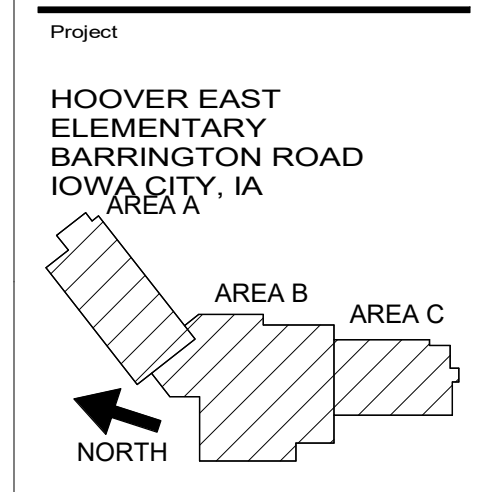 Project
HOOVER EAST
ELEMENTARY
BARRINGTON ROAD
IOWA CITY, IA
AREA A
AREA B
AREA C
NORTH